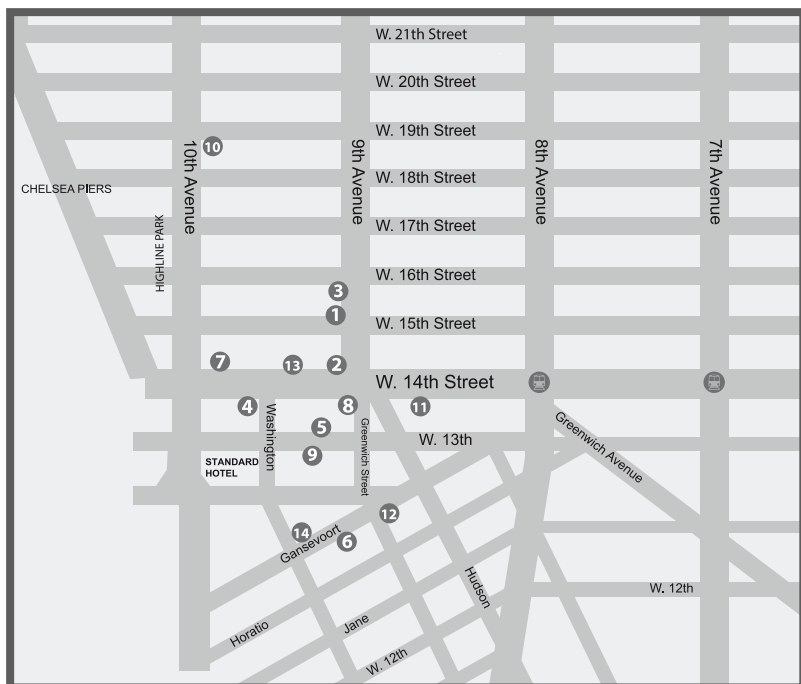 W. 21th Street
W. 20th Street
W. 19th Street
10th Avenue
10
9th Avenue
8th Avenue
7th Avenue
W. 18th Street
CHELSEA PIERS
HIGHLINE PARK
W. 17th Street
W. 16th Street
3
1
W. 15th Street
7
13
2
W. 14th Street
4
Washington
8
11
Greenwich Street
Greenwich Avenue
5
W. 13th
9
STANDARD
HOTEL
12
14
Gansevoort
6
Hudson
W. 12th
Horatio
Jane
W. 12th